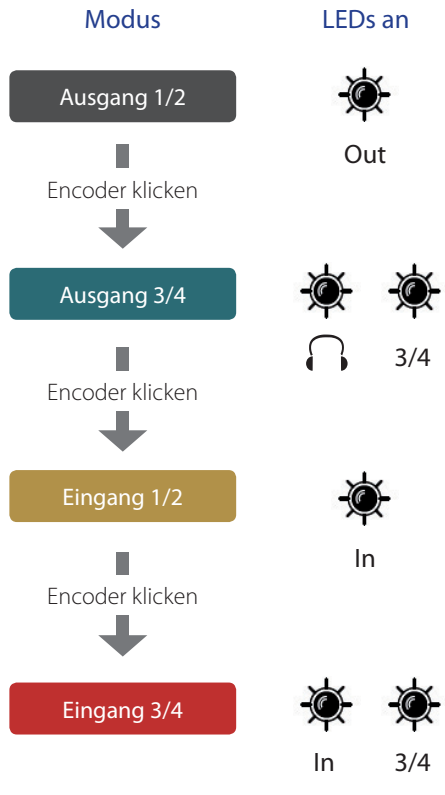 Modus LEDs an
Ausgang 1/2
Out
Encoder klicken
Ausgang 3/4
3/4
Encoder klicken
Eingang 1/2
In
Encoder klicken
Eingang 3/4
In 3/4